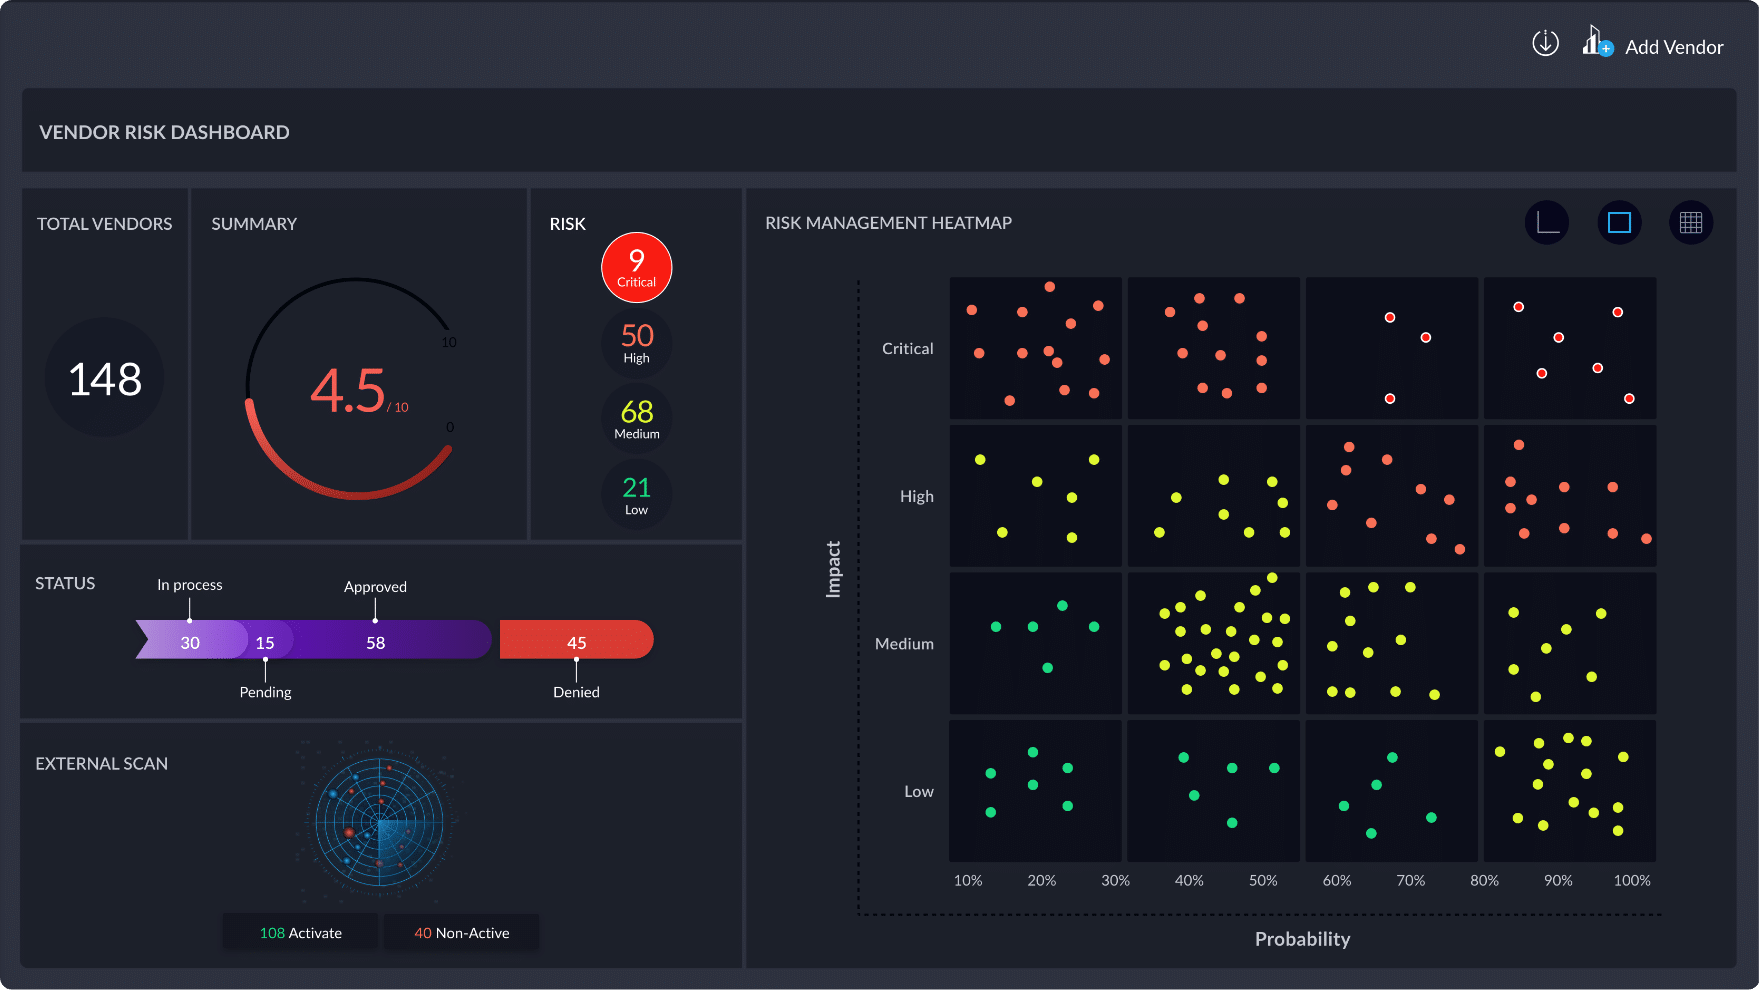 Add Vendor
VENDOR RISK DASHBOARD
TOTAL VENDORS
148
SUMMARY
10
4.5 / 10
0
RISK
9
Critical
50
High
68
Medium
21
Low
STATUS
In process
Approved
30
15
58
45
Pending
Denied
EXTERNAL SCAN
108 Activate
40 Non-Active
RISK MANAGEMENT HEATMAP
Impact
Critical
High
Medium
Low
10% 20% 30% 40% 50% 60% 70% 80% 90% 100%
Probability